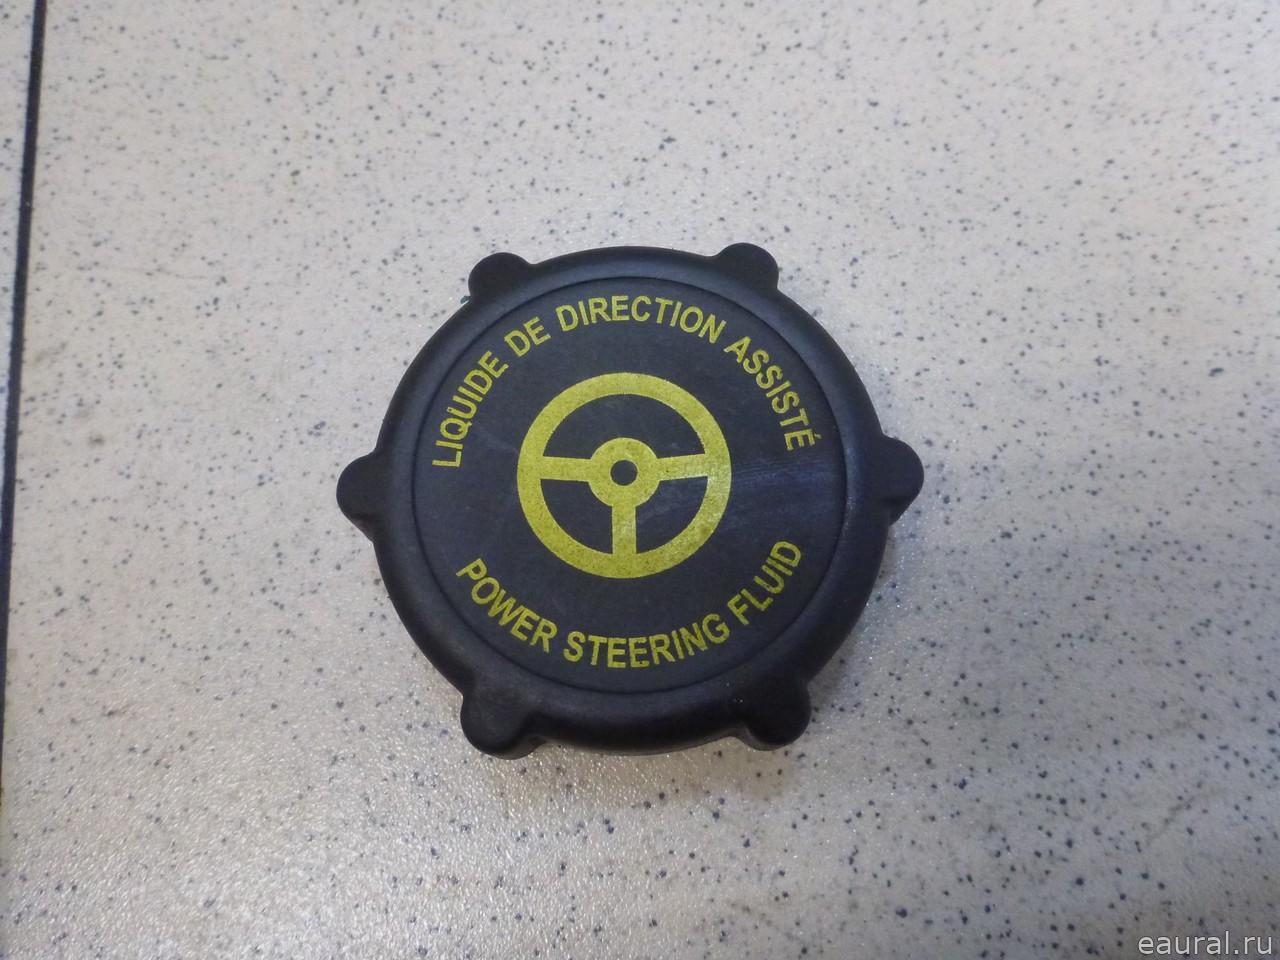 LIQUIDE DE DIRECTION ASSISTÉ
POWER STEERING FLUID
eaural.ru